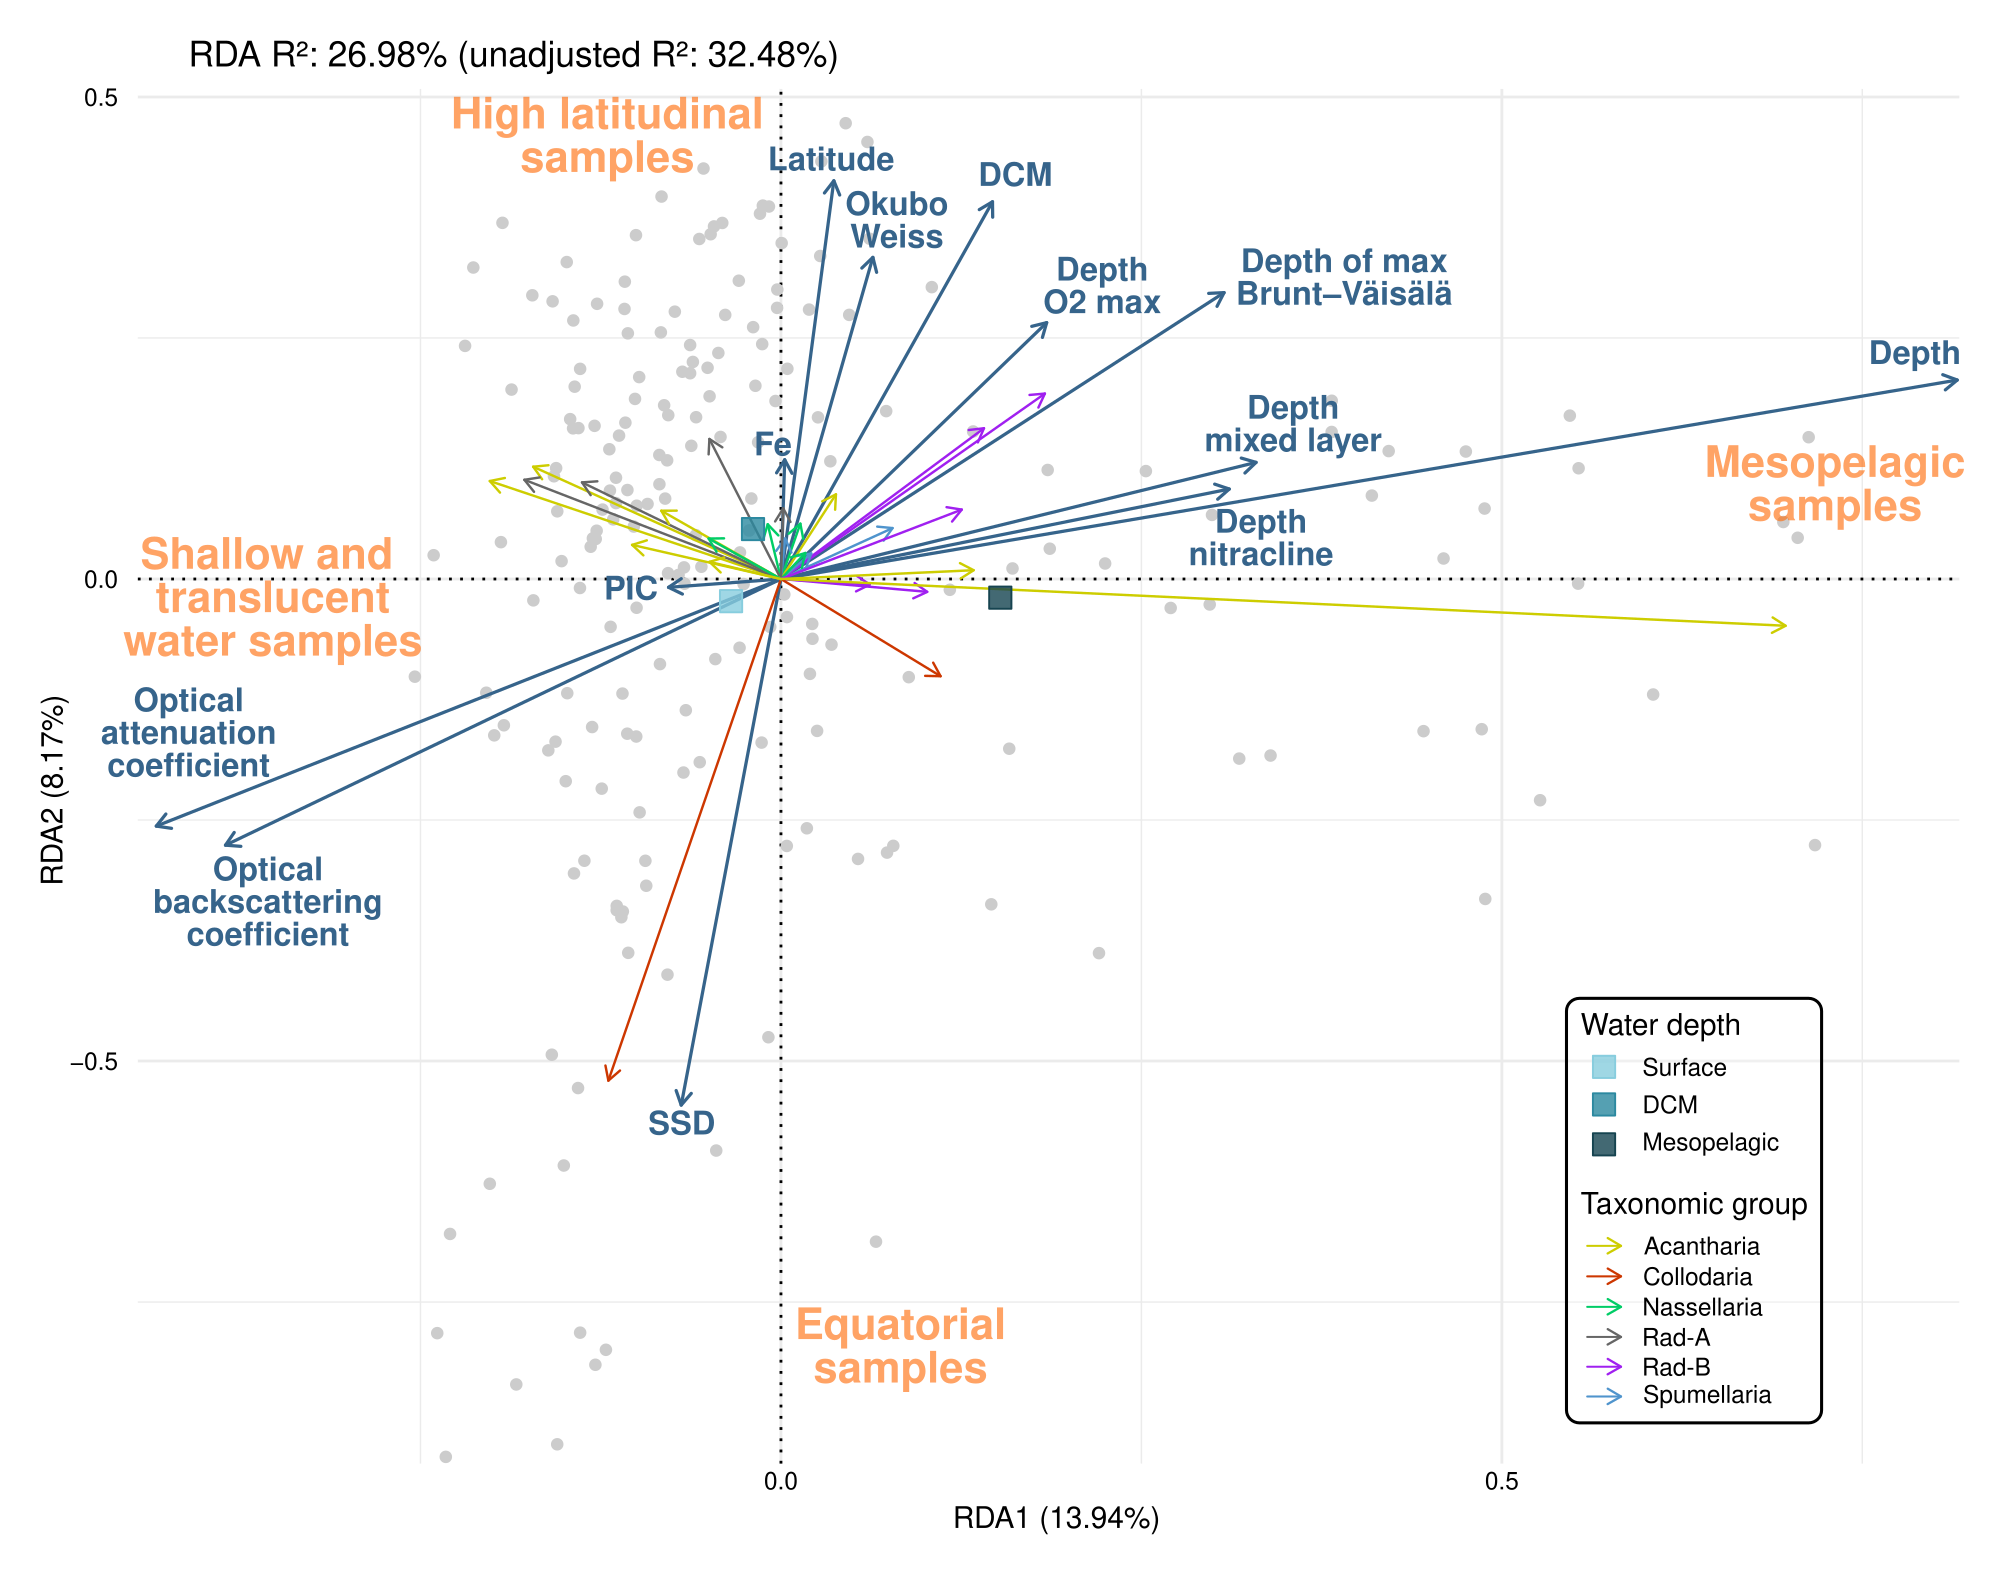 RDA R²: 26.98% (unadjusted R²: 32.48%)
0.5
High latitudinal
samples
Latitude
Okubo
Weiss
DCM
Depth
O2 max
Depth of max
Brunt–Väisälä
Depth
Fe
Depth
mixed layer
Mesopelagic
samples
Depth
nitracline
Shallow and
translucent
water samples
0.0
PIC
Optical
attenuation
coefficient
Optical
backscattering
coefficient
RDA2 (8.17%)
−0.5
SSD
Equatorial
samples
Water depth
Surface
DCM
Mesopelagic
Taxonomic group
Acantharia
Collodaria
Nassellaria
Rad-A
Rad-B
Spumellaria
0.0
0.5
RDA1 (13.94%)